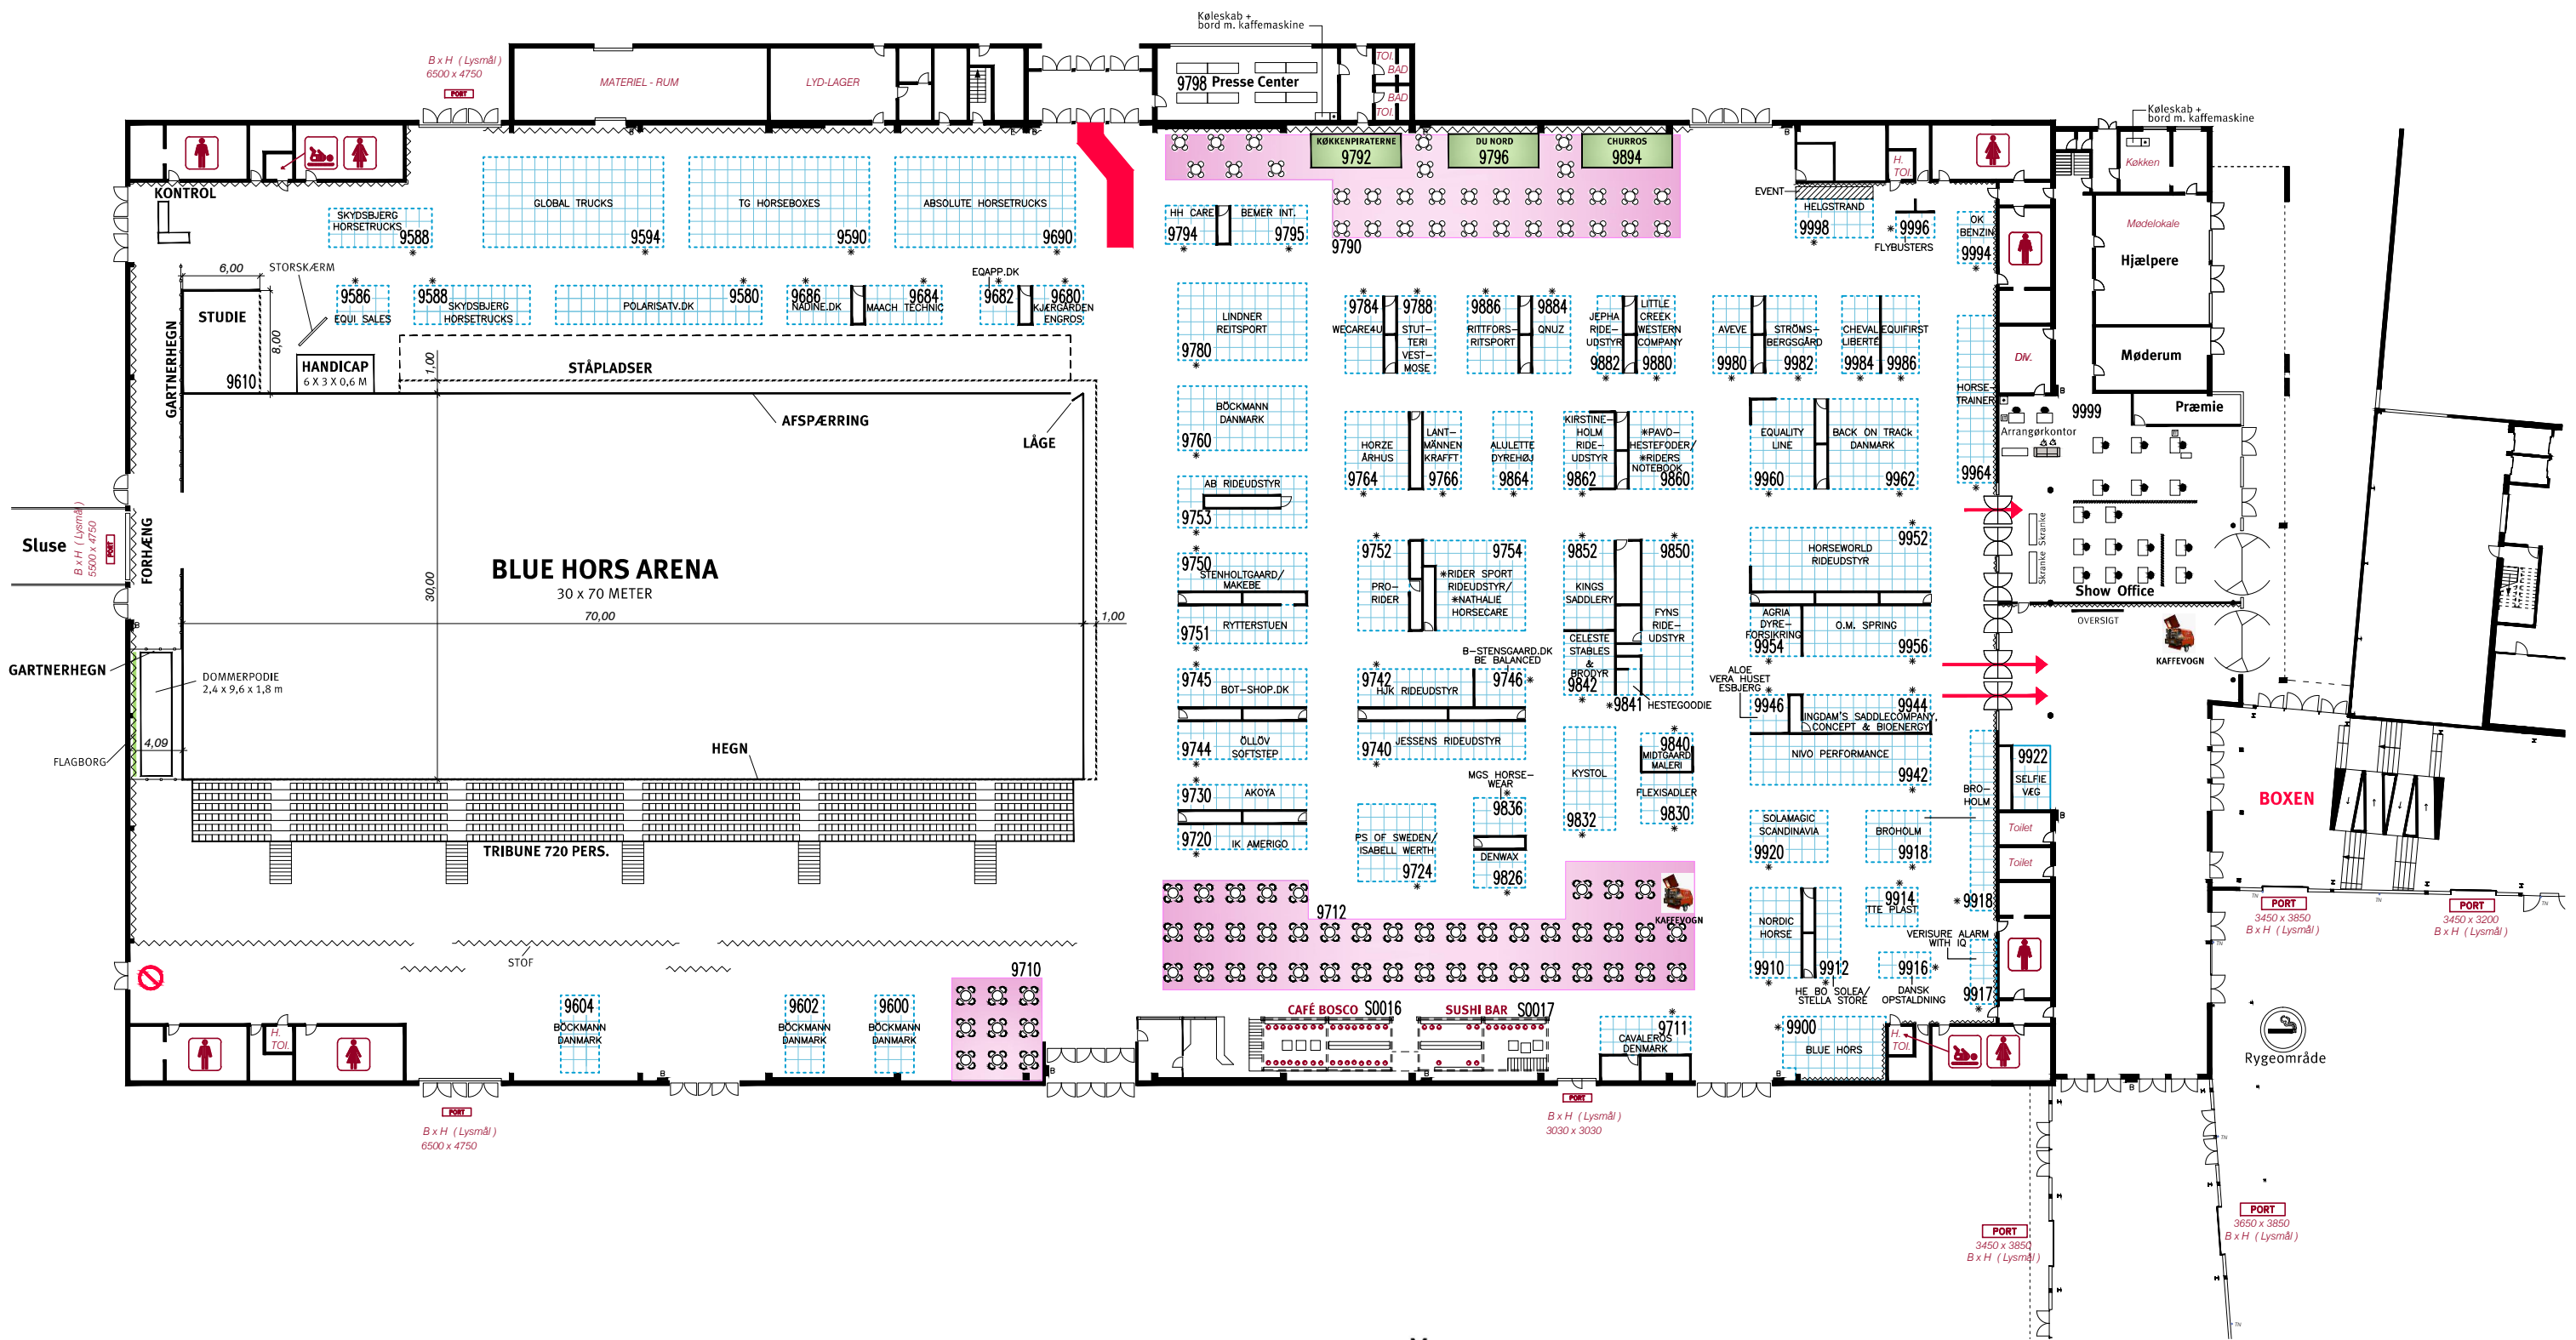 Køleskab +
bord m. kaffemaskine
B x H ( Lysmål )
6500 x 4750
PORT
MATERIEL - RUM
LYD-LAGER
9798 Presse Center
TOI.
BAD
BAD
TOI.
Køleskab +
bord m. kaffemaskine
KONTROL
SKYDSBJERG
HORSETRUCKS
9588
GLOBAL TRUCKS
9594
TG HORSEBOXES
9590
ABSOLUTE HORSETRUCKS
9690
KØKKENPIRATERNE
9792
DU NORD
9796
CHURROS
9894
9790
HH CARE
9794
BEMER INT.
9795
H.
TOI.
EVENT
HELGSTRAND
9998
9996
FLYBUSTERS
OK
BENZIN
9994
Køkken
Mødelokale
Hjælpere
Møderum
Præmie
Div.
6,00
STORSKÆRM
GARTNERHEGN
STUDIE
8,00
9610
HANDICAP
6 X 3 X 0,6 M
9586
EQUI SALES
9588
SKYDSBJERG
HORSETRUCKS
POLARISATV.DK
9580
9686
NADINE.DK
9684
MAACH TECHNIC
EQAPP.DK
9682
9680
KJÆRGÅRDEN
ENGROS
1,00
STÅPLADSER
AFSPÆRRING
LÅGE
LINDNER
REITSPORT
9780
9784
WECARE4U
9788
STUT-
TERI
VEST-
MOSE
9886
RITTFORS-
RITSPORT
9884
QNUZ
JEPHA
RIDE-
UDSTYR
9882
LITTLE
CREEK
WESTERN
COMPANY
9880
AVEVE
9980
STRÖMS-
BERGSGÅRD
9982
CHEVAL
LIBERTÉ
9984
EQUIFIRST
9986
HORSE-
TRAINER
9964
BÖCKMANN
DANMARK
9760
HORZE
ÅRHUS
9764
LANT-
MÄNNEN
KRAFFT
9766
ALULETTE
DYREHØJ
9864
KIRSTINE-
HOLM
RIDE-
UDSTYR
9862
*PAVO-
HESTEFODER/
*RIDERS
NOTEBOOK
9860
EQUALITY
LINE
9960
BACK ON TRACK
DANMARK
9962
9999
Arrangørkontor
Skranke
Skranke
Show Office
OVERSIGT
KAFFEVOGN
AB RIDEUDSTYR
9753
Sluse
B x H ( Lysmål )
5500 x 4750
PORT
FORHÆNG
BLUE HORS ARENA
30 x 70 METER
30,00
70,00
1,00
9750
STENHOLTGAARD/
MAKEBE
9751
RYTTERSTUEN
9752
PRO-
RIDER
9754
*RIDER SPORT
RIDEUDSTYR/
*NATHALIE
HORSECARE
9852
KINGS
SADDLERY
9850
FYNS
RIDE-
UDSTYR
9952
HORSEWORLD
RIDEUDSTYR
AGRIA
DYRE-
FORSIKRING
9954
O.M. SPRING
9956
GARTNERHEGN
DOMMERPODIE
2,4 x 9,6 x 1,8 m
4,09
FLAGBORG
HEGN
TRIBUNE 720 PERS.
9745
BOT-SHOP.DK
9744
ÖLLÖV
SOFTSTEP
B-STENSGAARD.DK
BE BALANCED
9742
HJK RIDEUDSTYR
9746
9740
JESSENS RIDEUDSTYR
CELESTE
STABLES
&
BRODYR
9842
*9841 HESTEGOODIE
ALOE
VERA HUSET
ESBJERG
9946
9944
INGDAM'S SADDLECOMPANY,
CONCEPT & BIOENERGY
NIVO PERFORMANCE
9942
9922
SELFIE
VÆG
BRO-
HOLM
BOXEN
9730
AKOYA
9720
IK AMERIGO
MGS HORSE-
WEAR
9836
DENWAX
9826
PS OF SWEDEN/
ISABELL WERTH
9724
KYSTOL
9832
9840
MIDTGAARD
MALERI
FLEXISADLER
9830
SOLAMAGIC
SCANDINAVIA
9920
BROHOLM
9918
Toilet
Toilet
9712
KAFFEVOGN
NORDIC
HORSE
9910
9912
HE BO SOLEA/
STELLA STORE
9914
TTE PLAST
9918
VERISURE ALARM
WITH IQ
9916
DANSK
OPSTALDNING
9917
PORT
3450 x 3850
B x H ( Lysmål )
PORT
3450 x 3200
B x H ( Lysmål )
STOF
9710
9604
BÖCKMANN
DANMARK
9602
BÖCKMANN
DANMARK
9600
BÖCKMANN
DANMARK
CAFÉ BOSCO S0016
SUSHI BAR S0017
9711
CAVALEROS
DENMARK
9900
BLUE HORS
H.
TOI.
H.
TOI.
Rygeområde
PORT
B x H ( Lysmål )
6500 x 4750
PORT
B x H ( Lysmål )
3030 x 3030
PORT
3450 x 3850
B x H ( Lysmål )
PORT
3650 x 3850
B x H ( Lysmål )